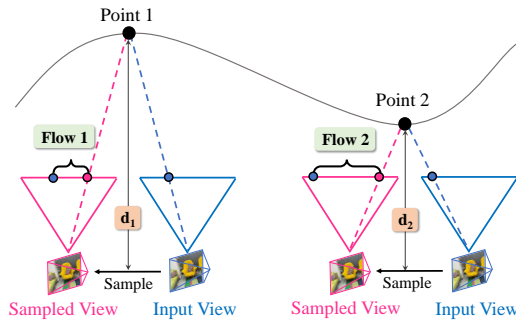 Point 1
Point 2
Flow 1
Flow 2
d1
d2
Sample
Sample
Sampled View
Input View
Sampled View
Input View